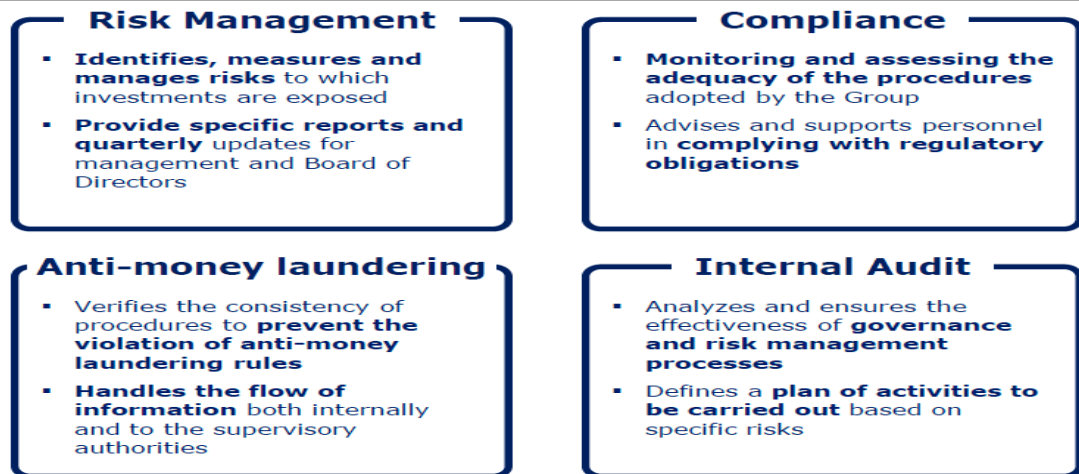 Risk Management
▪ Identifies, measures and
manages risks to which
investments are exposed
▪ Provide specific reports and
quarterly updates for
management and Board of
Directors
Compliance
▪ Monitoring and assessing the
adequacy of the procedures
adopted by the Group
▪ Advises and supports personnel
in complying with regulatory
obligations
Anti-money laundering
▪ Verifies the consistency of
procedures to prevent the
violation of anti-money
laundering rules
▪ Handles the flow of
information both internally
and to the supervisory
authorities
Internal Audit
▪ Analyzes and ensures the
effectiveness of governance
and risk management
processes
▪ Defines a plan of activities to
be carried out based on
specific risks